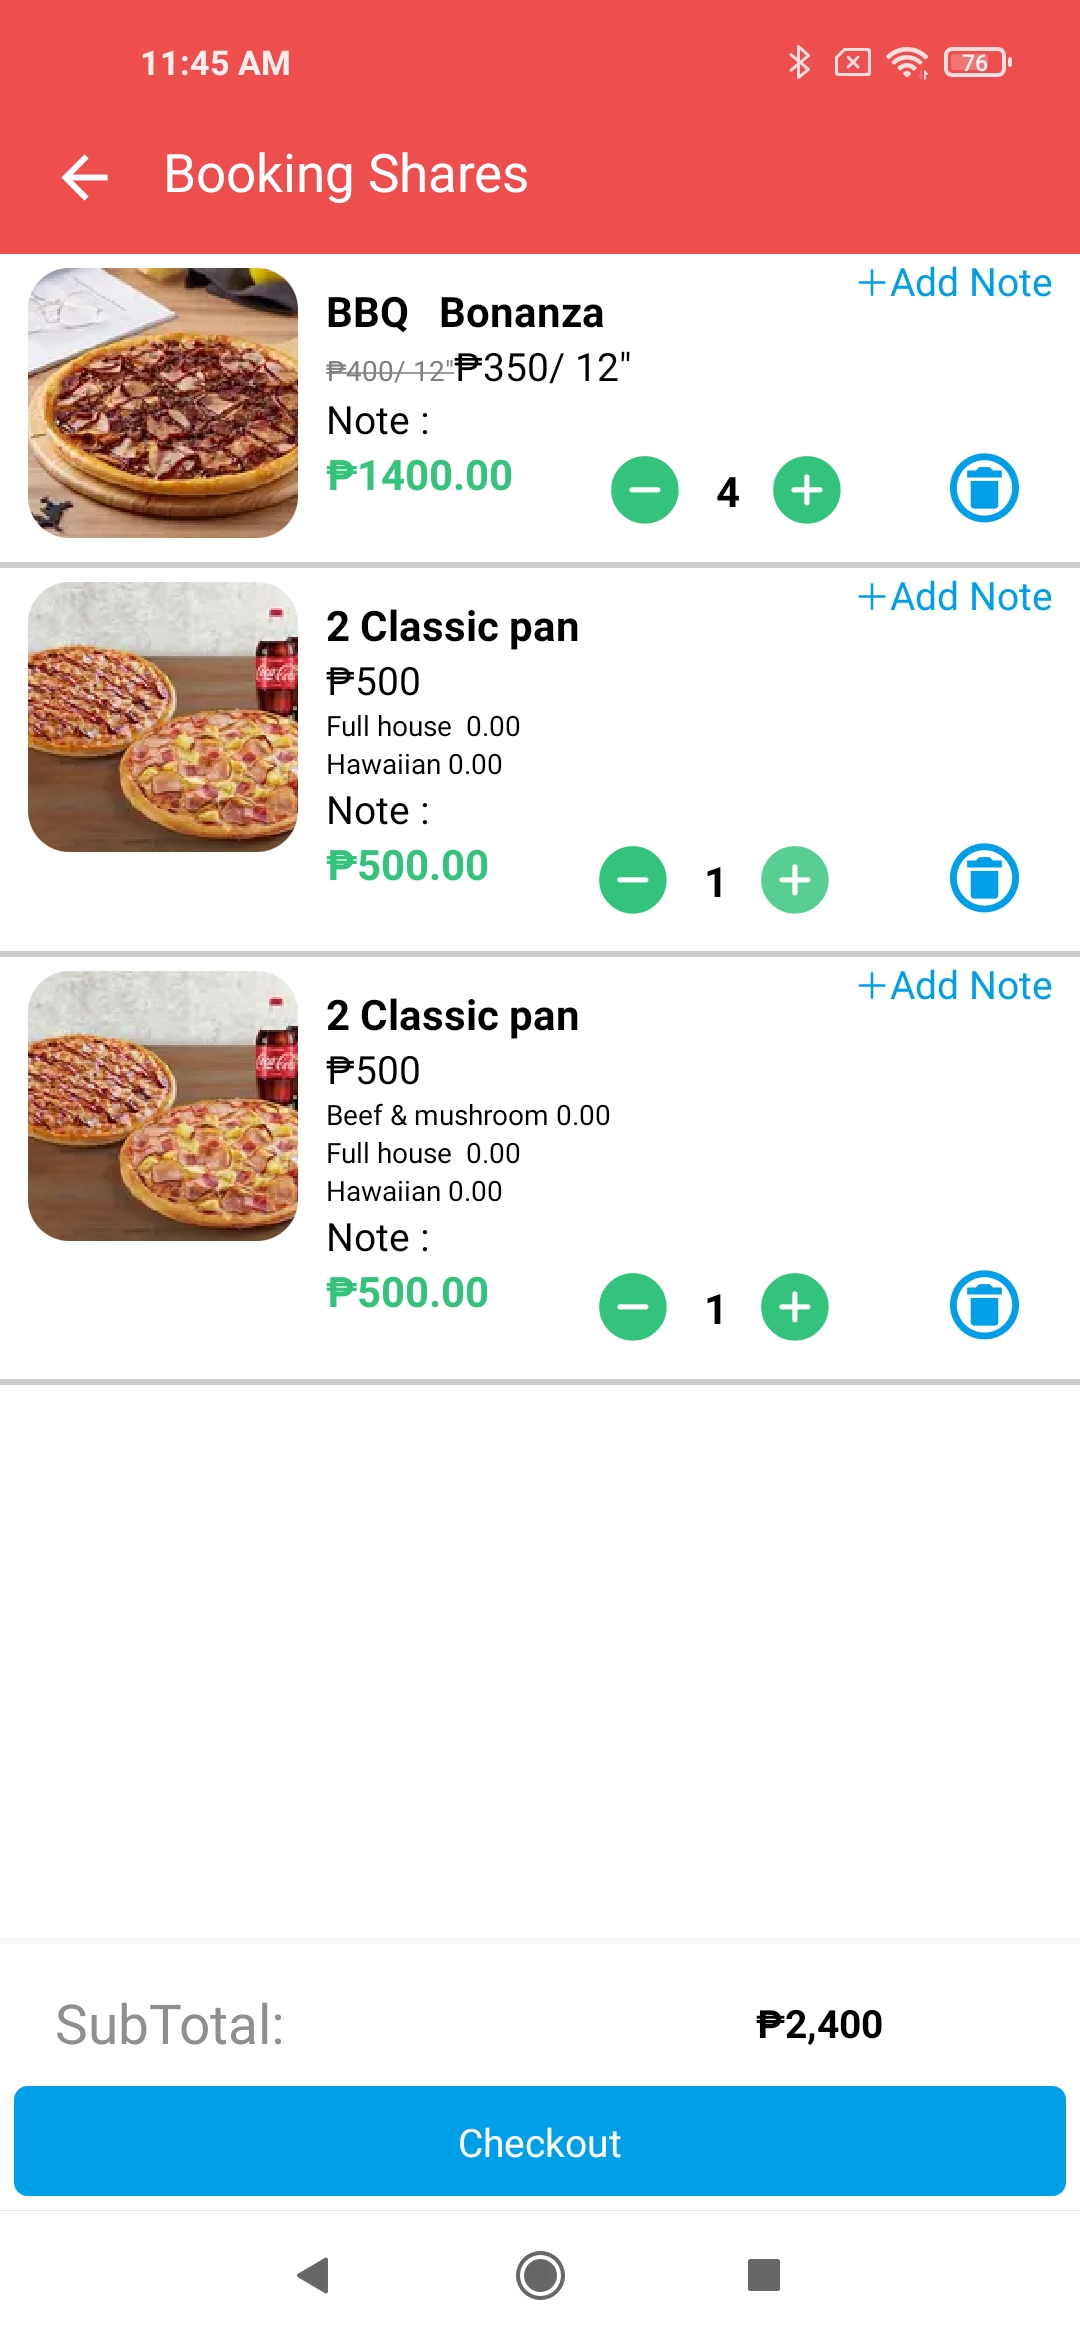 11:45 AM
76
Booking Shares
+Add Note
BBQ Bonanza
₱400/ 12"₱350/ 12"
Note :
₱1400.00
4
+Add Note
2 Classic pan
₱500
Full house 0.00
Hawaiian 0.00
Note :
₱500.00
1
+Add Note
2 Classic pan
₱500
Beef & mushroom 0.00
Full house 0.00
Hawaiian 0.00
Note :
₱500.00
1
SubTotal:
₱2,400
Checkout